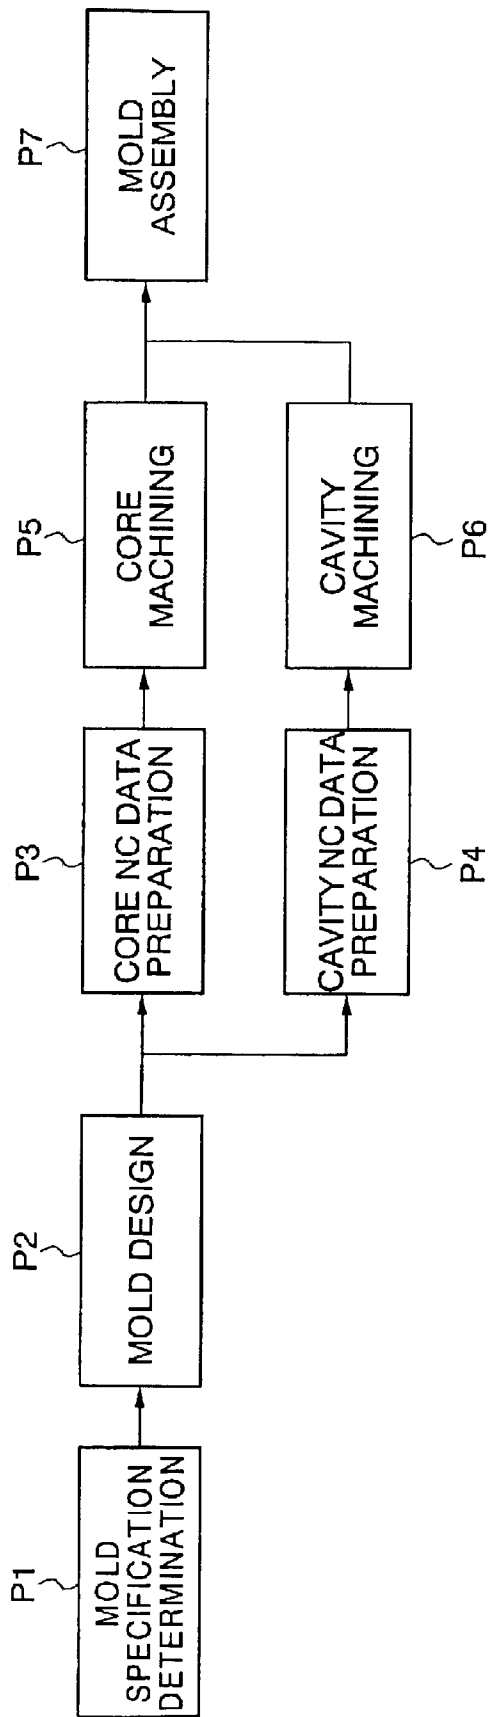 P1
MOLD
SPECIFICATION
DETERMINATION
P2
MOLD DESIGN
P3
CORE NC DATA
PREPARATION
P4
CAVITY NC DATA
PREPARATION
P5
CORE
MACHINING
P6
CAVITY
MACHINING
P7
MOLD
ASSEMBLY